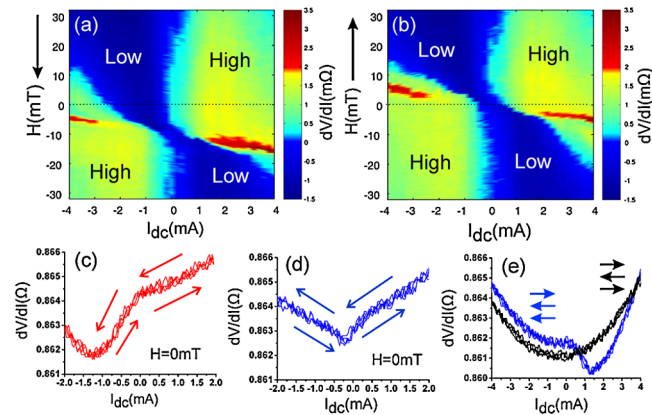 (a)
Low
High
High
Low
H(mT)
30
20
10
0
-10
-20
-30
-4 -3 -2 -1 0 1 2 3 4
I_dc(mA)
3.5
3
2.5
2
1.5
1
0.5
0
-0.5
-1
-1.5
dV/dI(mΩ)
(b)
Low
High
High
Low
H(mT)
30
20
10
0
-10
-20
-30
-4 -3 -2 -1 0 1 2 3 4
I_dc(mA)
3.5
3
2.5
2
1.5
1
0.5
0
-0.5
-1
-1.5
dV/dI(mΩ)
(c)
dV/dI(Ω)
0.866
0.865
0.864
0.863
0.862
0.861
H=0mT
-2.0 -1.5 -1.0 -0.5 0.0 0.5 1.0 1.5 2.0
I_dc(mA)
(d)
dV/dI(Ω)
0.866
0.865
0.864
0.863
0.862
0.861
H=0mT
-2.0 -1.5 -1.0 -0.5 0.0 0.5 1.0 1.5 2.0
I_dc(mA)
(e)
dV/dI(Ω)
0.866
0.865
0.864
0.863
0.862
0.861
0.860
-4 -3 -2 -1 0 1 2 3 4
I_dc(mA)